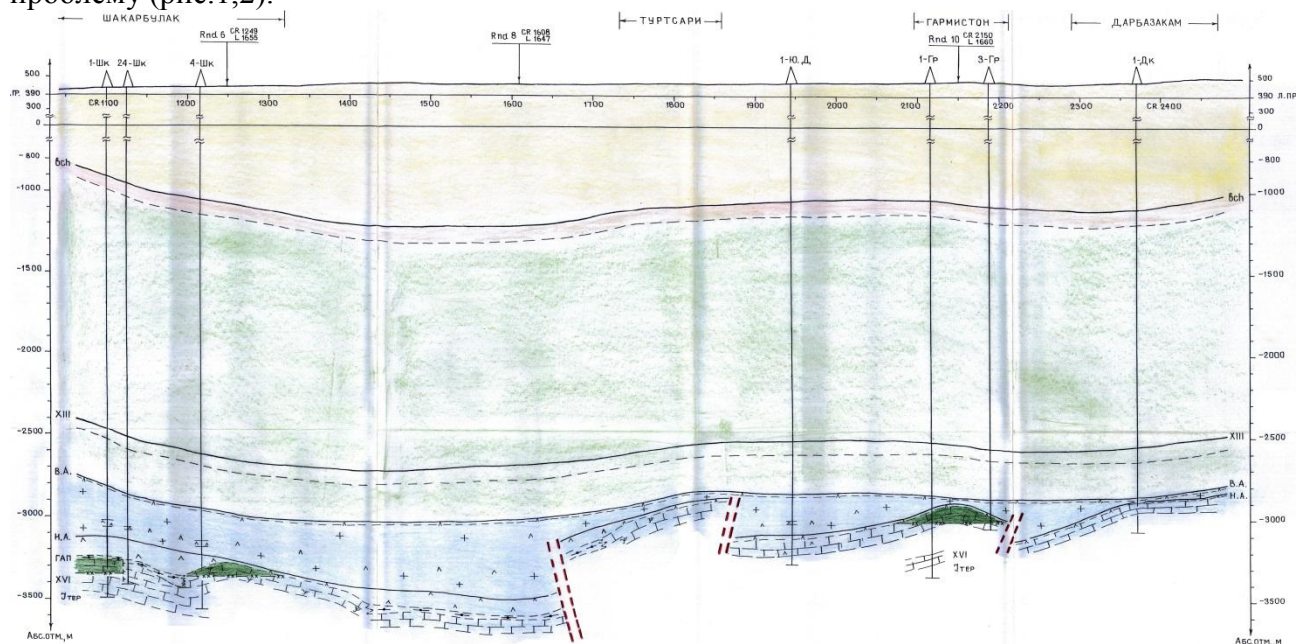 проблему (рис.1,2).
ШАКАРБУЛАК
ТУРТСАРИ
ГАРМИСТОН
ДАРБАЗАКАМ
Rnd 6 CR 1249 L 1655
Rnd 8 CR 1608 L 1647
Rnd 10 CR 2150 L 1660
1-Шк 24-Шк 4-Шк 1-Ю.Д. 1-Гр 3-Гр 1-Дк
500 500
Л.ПР. 390 CR 1100 1200 1300 1400 1500 1600 1700 1800 1900 2000 2100 2200 2300 CR 2400 390 Л.ПР.
300 300
0 0
-800 -800
Bch Bch
-1000 -1000
-1500 -1500
-2000 -2000
XIII XIII
-2500 -2500
В.А. В.А.
Н.А.
-3000 -3000
Н.А.
ГАП
XVI XVI
Jтер Jтер
-3500 -3500
Абс.отм., м Абс.отм., м